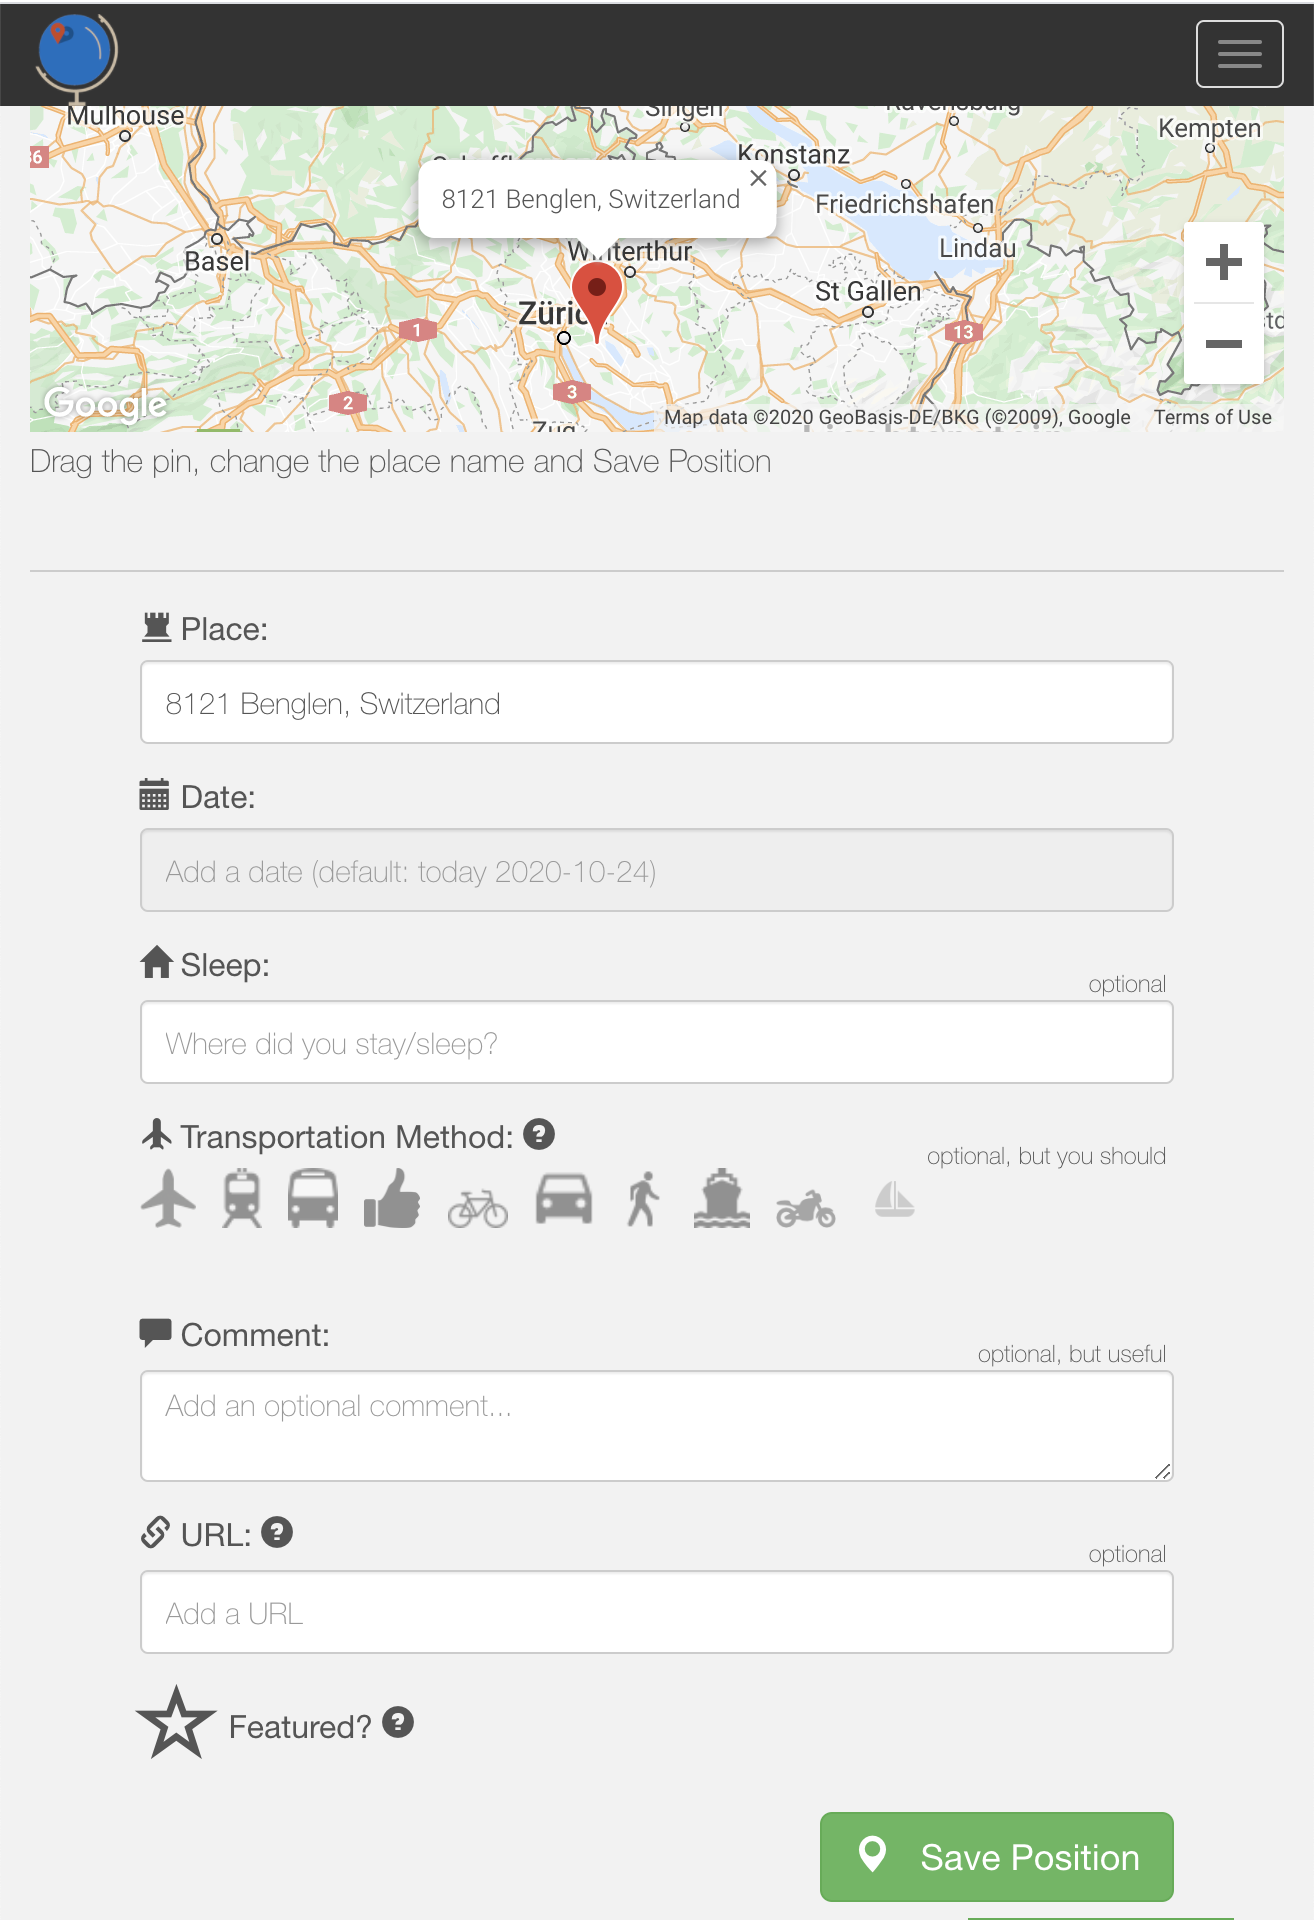 Mulhouse
Singen
Ravensburg
Kempten
36
Konstanz
8121 Benglen, Switzerland
Friedrichshafen
Basel
Winterthur
Lindau
St Gallen
Züric
1
13
2
3
Google
Zug
Map data ©2020 GeoBasis-DE/BKG (©2009), Google Terms of Use
Drag the pin, change the place name and Save Position
Place:
8121 Benglen, Switzerland
Date:
Add a date (default: today 2020-10-24)
Sleep:
optional
Where did you stay/sleep?
Transportation Method: ?
optional, but you should
Comment:
optional, but useful
Add an optional comment...
URL: ?
optional
Add a URL
Featured? ?
Save Position